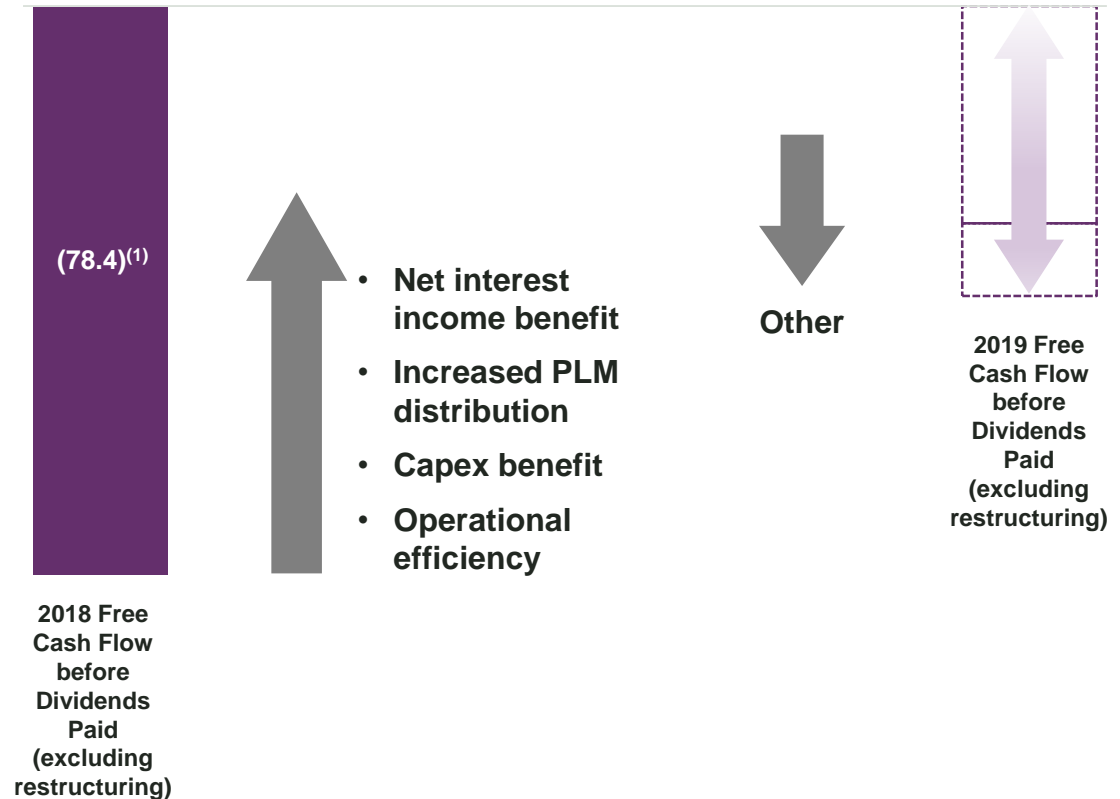 (78.4)(1)
2018 Free
Cash Flow
before
Dividends
Paid
(excluding
restructuring)
• Net interest
income benefit
• Increased PLM
distribution
• Capex benefit
• Operational
efficiency
Other
2019 Free
Cash Flow
before
Dividends
Paid
(excluding
restructuring)